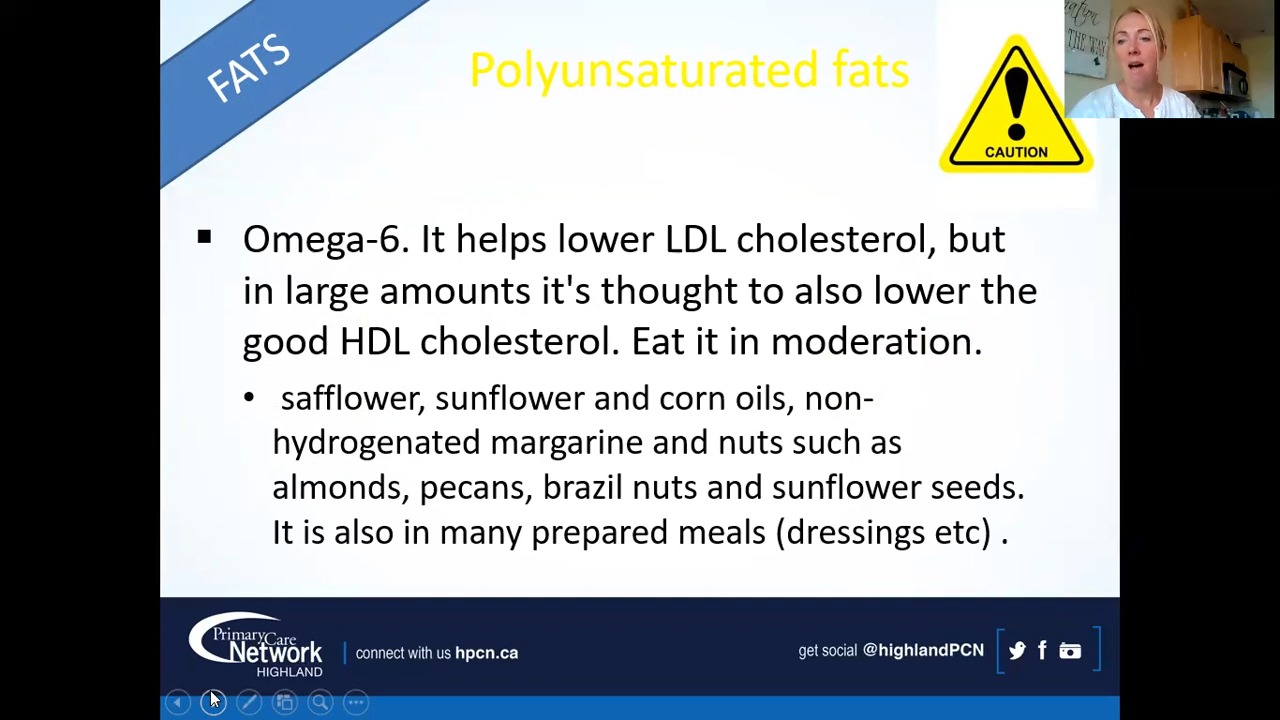 FATS
Polyunsaturated fats
CAUTION
THE WAY
▪ Omega-6. It helps lower LDL cholesterol, but
in large amounts it's thought to also lower the
good HDL cholesterol. Eat it in moderation.
• safflower, sunflower and corn oils, non-
hydrogenated margarine and nuts such as
almonds, pecans, brazil nuts and sunflower seeds.
It is also in many prepared meals (dressings etc) .
PrimaryCare
Network
HIGHLAND
connect with us hpcn.ca
get social @highlandPCN